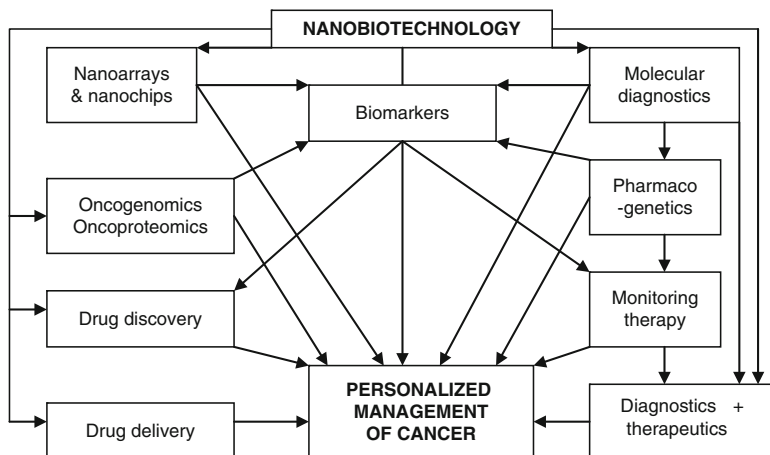 NANOBIOTECHNOLOGY
Nanoarrays
& nanochips
Biomarkers
Molecular
diagnostics
Oncogenomics
Oncoproteomics
Pharmaco
-genetics
Drug discovery
Monitoring
therapy
Drug delivery
PERSONALIZED
MANAGEMENT
OF CANCER
Diagnostics +
therapeutics